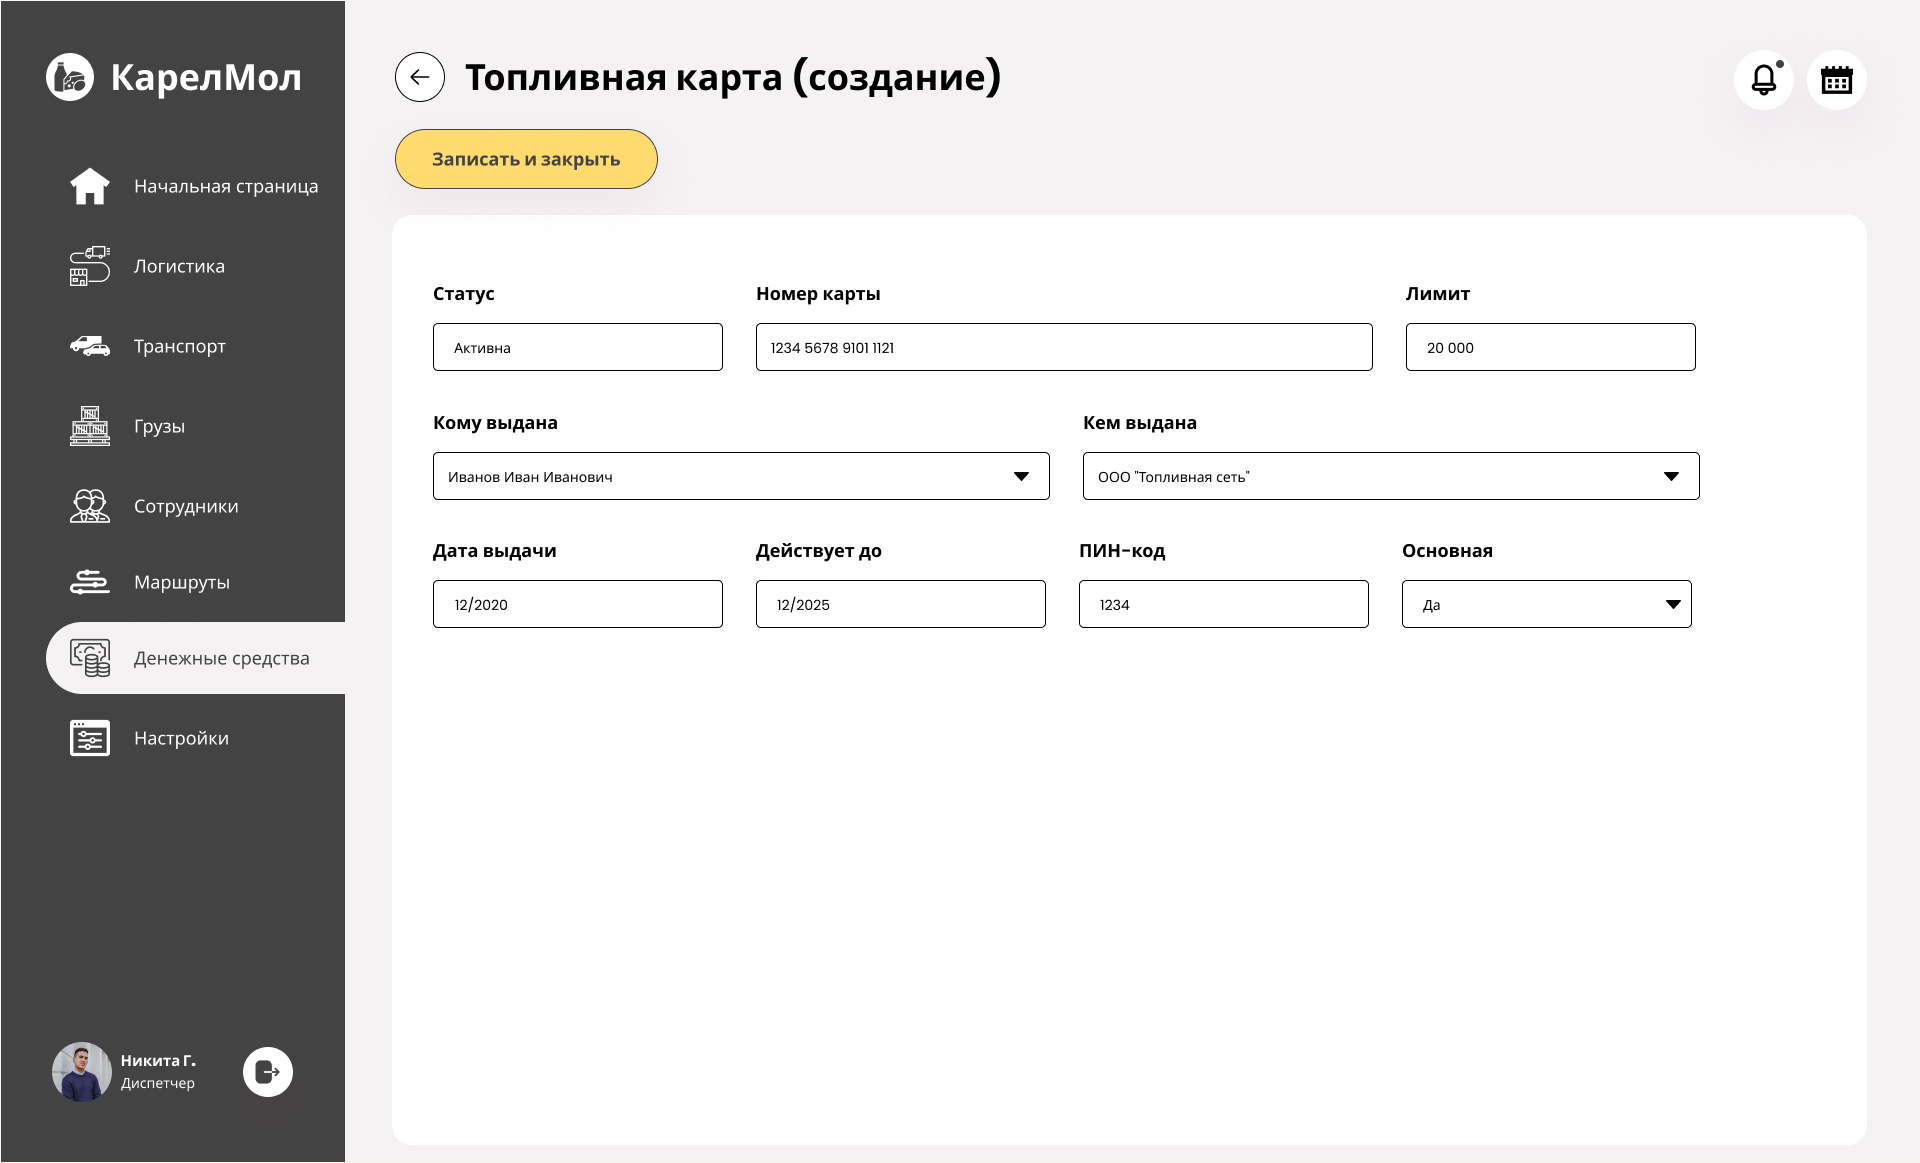 КарелМол
Начальная страница
Логистика
Транспорт
Грузы
Сотрудники
Маршруты
Денежные средства
Настройки
Никита Г.
Диспетчер
Топливная карта (создание)
Записать и закрыть
Статус
Номер карты
Лимит
Активна
1234 5678 9101 1121
20 000
Кому выдана
Кем выдана
Иванов Иван Иванович
ООО "Топливная сеть"
Дата выдачи
Действует до
ПИН-код
Основная
12/2020
12/2025
1234
Да